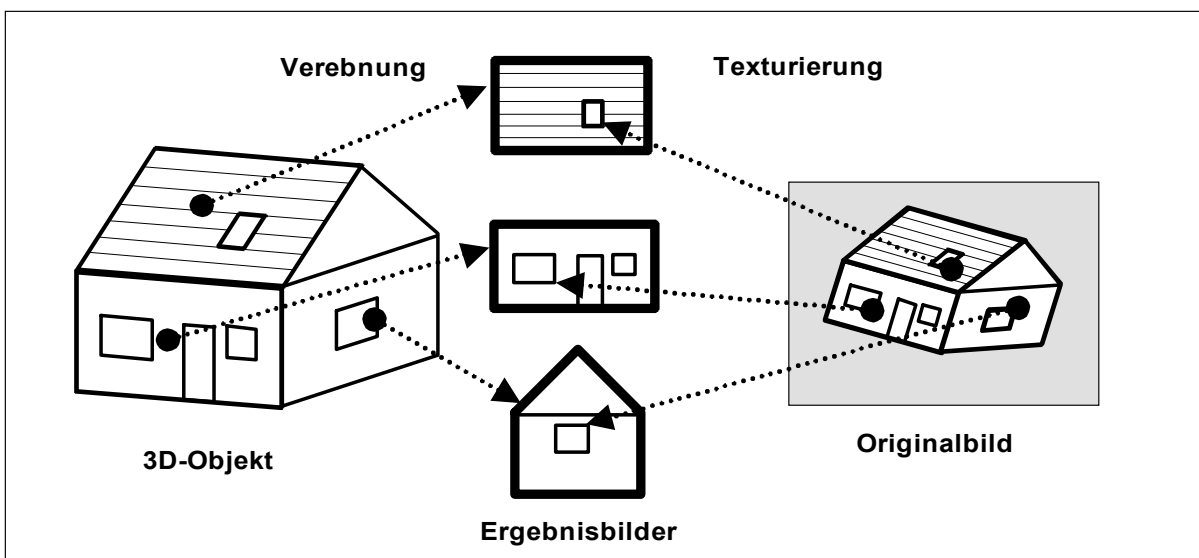 Verebnung
Texturierung
3D-Objekt
Originalbild
Ergebnisbilder